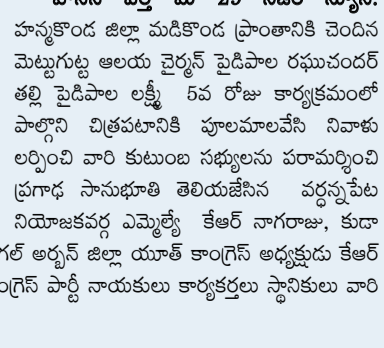 హన్మకొండ జిల్లా మడికొండ ప్రాంతానికి చెందిన
మెట్టుగుట్ట ఆలయ చైర్మన్ పైడిపాల రఘుచందర్
తల్లి పైడిపాల లక్ష్మీ 5వ రోజు కార్యక్రమంలో
పాల్గొని చిత్రపటానికి పూలమాలవేసి నివాళు
లర్పించి వారి కుటుంబ సభ్యులను పరామర్శించి
ప్రగాఢ సానుభూతి తెలియజేసిన వర్ధన్నపేట
నియోజకవర్గ ఎమ్మెల్యే కేఆర్ నాగరాజు, కుడా
గల్ అర్బన్ జిల్లా యూత్ కాంగ్రెస్ అధ్యక్షుడు కేఆర్
ంగ్రెస్ పార్టీ నాయకులు కార్యకర్తలు స్థానికులు వారి